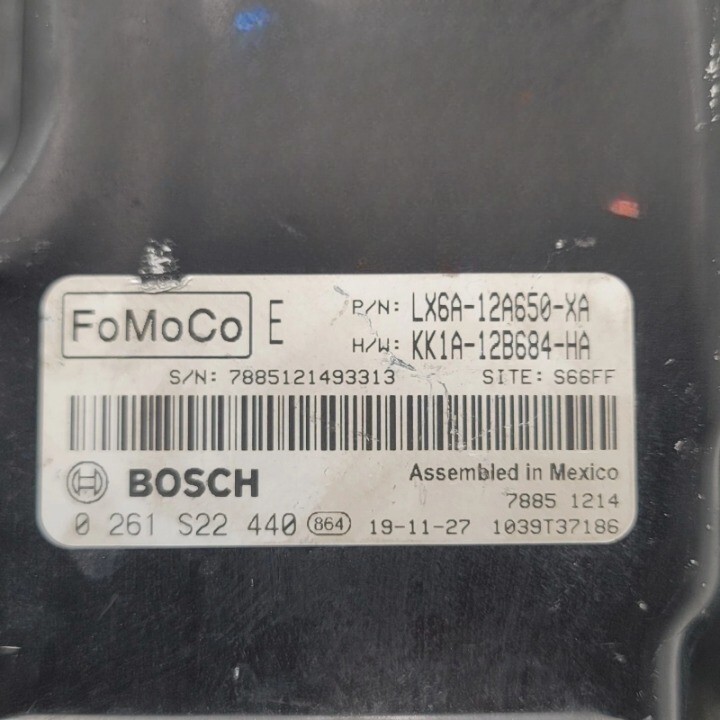 FoMoCo E P/N: LX6A-12A650-XA
H/W: KK1A-12B684-HA
S/N: 7885121493313 SITE: S66FF
BOSCH Assembled in Mexico
7885 1214
0 261 S22 440 864 19-11-27 1039T37186